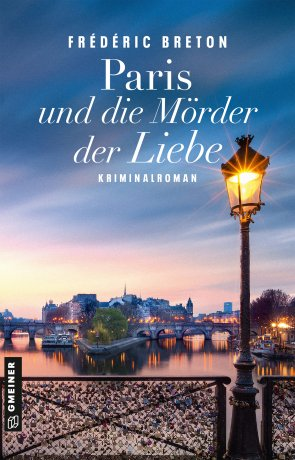 FRÉDÉRIC BRETON
Paris
und die Mörder
der Liebe
KRIMINALROMAN
GMEINER